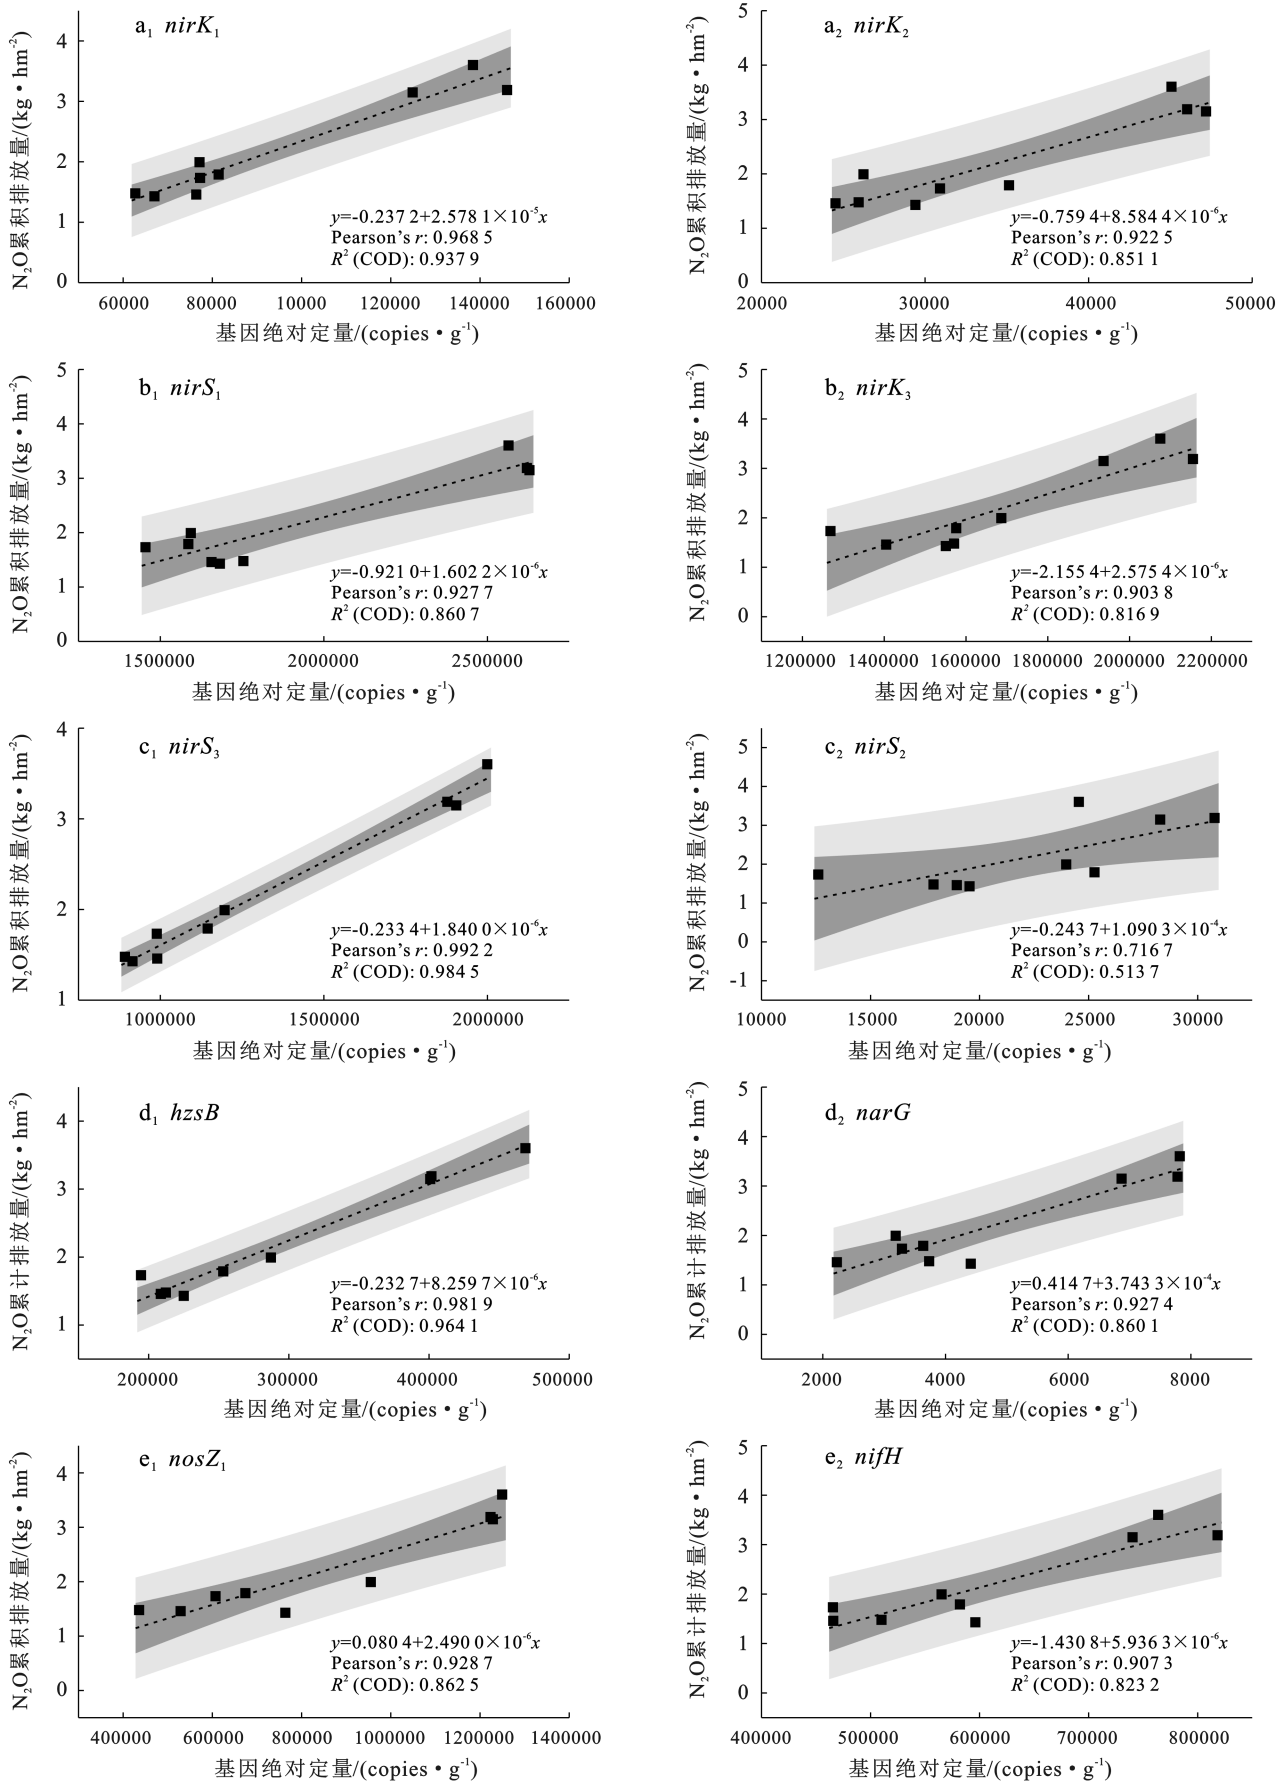 a₁ nirK₁
N₂O累积排放量/(kg·hm⁻²)
4
3
2
1
0
y=-0.237 2+2.578 1×10⁻⁵x
Pearson's r: 0.968 5
R² (COD): 0.937 9
60000 80000 100000 120000 140000 160000
基因绝对定量/(copies·g⁻¹)
a₂ nirK₂
N₂O累积排放量/(kg·hm⁻²)
5
4
3
2
1
0
y=-0.759 4+8.584 4×10⁻⁶x
Pearson's r: 0.922 5
R² (COD): 0.851 1
20000 30000 40000 50000
基因绝对定量/(copies·g⁻¹)
b₁ nirS₁
N₂O累积排放量/(kg·hm⁻²)
5
4
3
2
1
0
y=-0.921 0+1.602 2×10⁻⁶x
Pearson's r: 0.927 7
R² (COD): 0.860 7
1500000 2000000 2500000
基因绝对定量/(copies·g⁻¹)
b₂ nirK₃
N₂O累积排放量/(kg·hm⁻²)
5
4
3
2
1
0
y=-2.155 4+2.575 4×10⁻⁶x
Pearson's r: 0.903 8
R² (COD): 0.816 9
1200000 1400000 1600000 1800000 2000000 2200000
基因绝对定量/(copies·g⁻¹)
c₁ nirS₃
N₂O累积排放量/(kg·hm⁻²)
4
3
2
1
y=-0.233 4+1.840 0×10⁻⁶x
Pearson's r: 0.992 2
R² (COD): 0.984 5
1000000 1500000 2000000
基因绝对定量/(copies·g⁻¹)
c₂ nirS₂
N₂O累积排放量/(kg·hm⁻²)
5
4
3
2
1
0
-1
y=-0.243 7+1.090 3×10⁻⁴x
Pearson's r: 0.716 7
R² (COD): 0.513 7
10000 15000 20000 25000 30000
基因绝对定量/(copies·g⁻¹)
d₁ hzsB
N₂O累计排放量/(kg·hm⁻²)
4
3
2
1
y=-0.232 7+8.259 7×10⁻⁶x
Pearson's r: 0.981 9
R² (COD): 0.964 1
200000 300000 400000 500000
基因绝对定量/(copies·g⁻¹)
d₂ narG
N₂O累计排放量/(kg·hm⁻²)
5
4
3
2
1
0
y=0.414 7+3.743 3×10⁻⁴x
Pearson's r: 0.927 4
R² (COD): 0.860 1
2000 4000 6000 8000
基因绝对定量/(copies·g⁻¹)
e₁ nosZ₁
N₂O累积排放量/(kg·hm⁻²)
4
3
2
1
0
y=0.080 4+2.490 0×10⁻⁶x
Pearson's r: 0.928 7
R² (COD): 0.862 5
400000 600000 800000 1000000 1200000 1400000
基因绝对定量/(copies·g⁻¹)
e₂ nifH
N₂O累计排放量/(kg·hm⁻²)
5
4
3
2
1
0
y=-1.430 8+5.936 3×10⁻⁶x
Pearson's r: 0.907 3
R² (COD): 0.823 2
400000 500000 600000 700000 800000
基因绝对定量/(copies·g⁻¹)